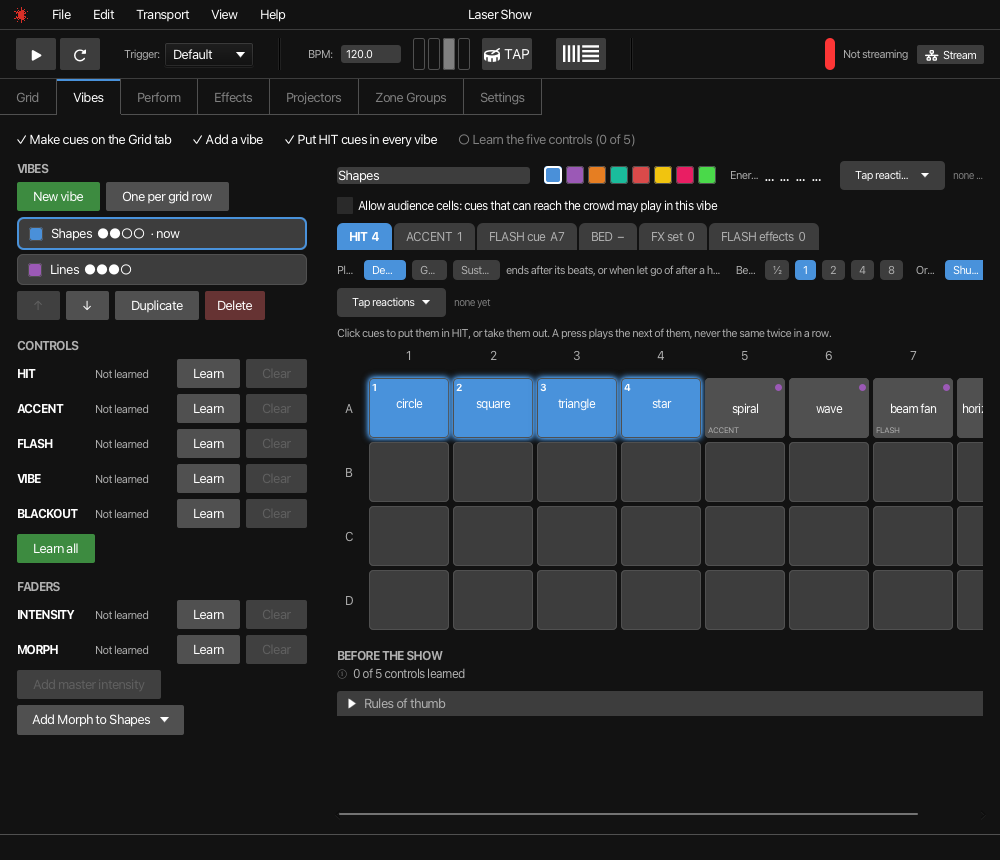 File Edit Transport View Help Laser Show
Trigger: Default BPM: 120.0 TAP Not streaming Stream
Grid Vibes Perform Effects Projectors Zone Groups Settings
✓ Make cues on the Grid tab ✓ Add a vibe ✓ Put HIT cues in every vibe ○ Learn the five controls (0 of 5)
VIBES
New vibe One per grid row
Shapes ●●○○ · now
Lines ●●●○
↑ ↓ Duplicate Delete
CONTROLS
HIT Not learned Learn Clear
ACCENT Not learned Learn Clear
FLASH Not learned Learn Clear
VIBE Not learned Learn Clear
BLACKOUT Not learned Learn Clear
Learn all
FADERS
INTENSITY Not learned Learn Clear
MORPH Not learned Learn Clear
Add master intensity
Add Morph to Shapes
Shapes Ener... ... ... ... ... Tap reacti... none ...
Allow audience cells: cues that can reach the crowd may play in this vibe
HIT 4 ACCENT 1 FLASH cue A7 BED – FX set 0 FLASH effects 0
Pl... De... G... Sust... ends after its beats, or when let go of after a h... Be... ½ 1 2 4 8 Or... Shu...
Tap reactions none yet
Click cues to put them in HIT, or take them out. A press plays the next of them, never the same twice in a row.
1 2 3 4 5 6 7
A 1 circle 2 square 3 triangle 4 star spiral ACCENT wave beam fan FLASH hori
B
C
D
BEFORE THE SHOW
0 of 5 controls learned
Rules of thumb